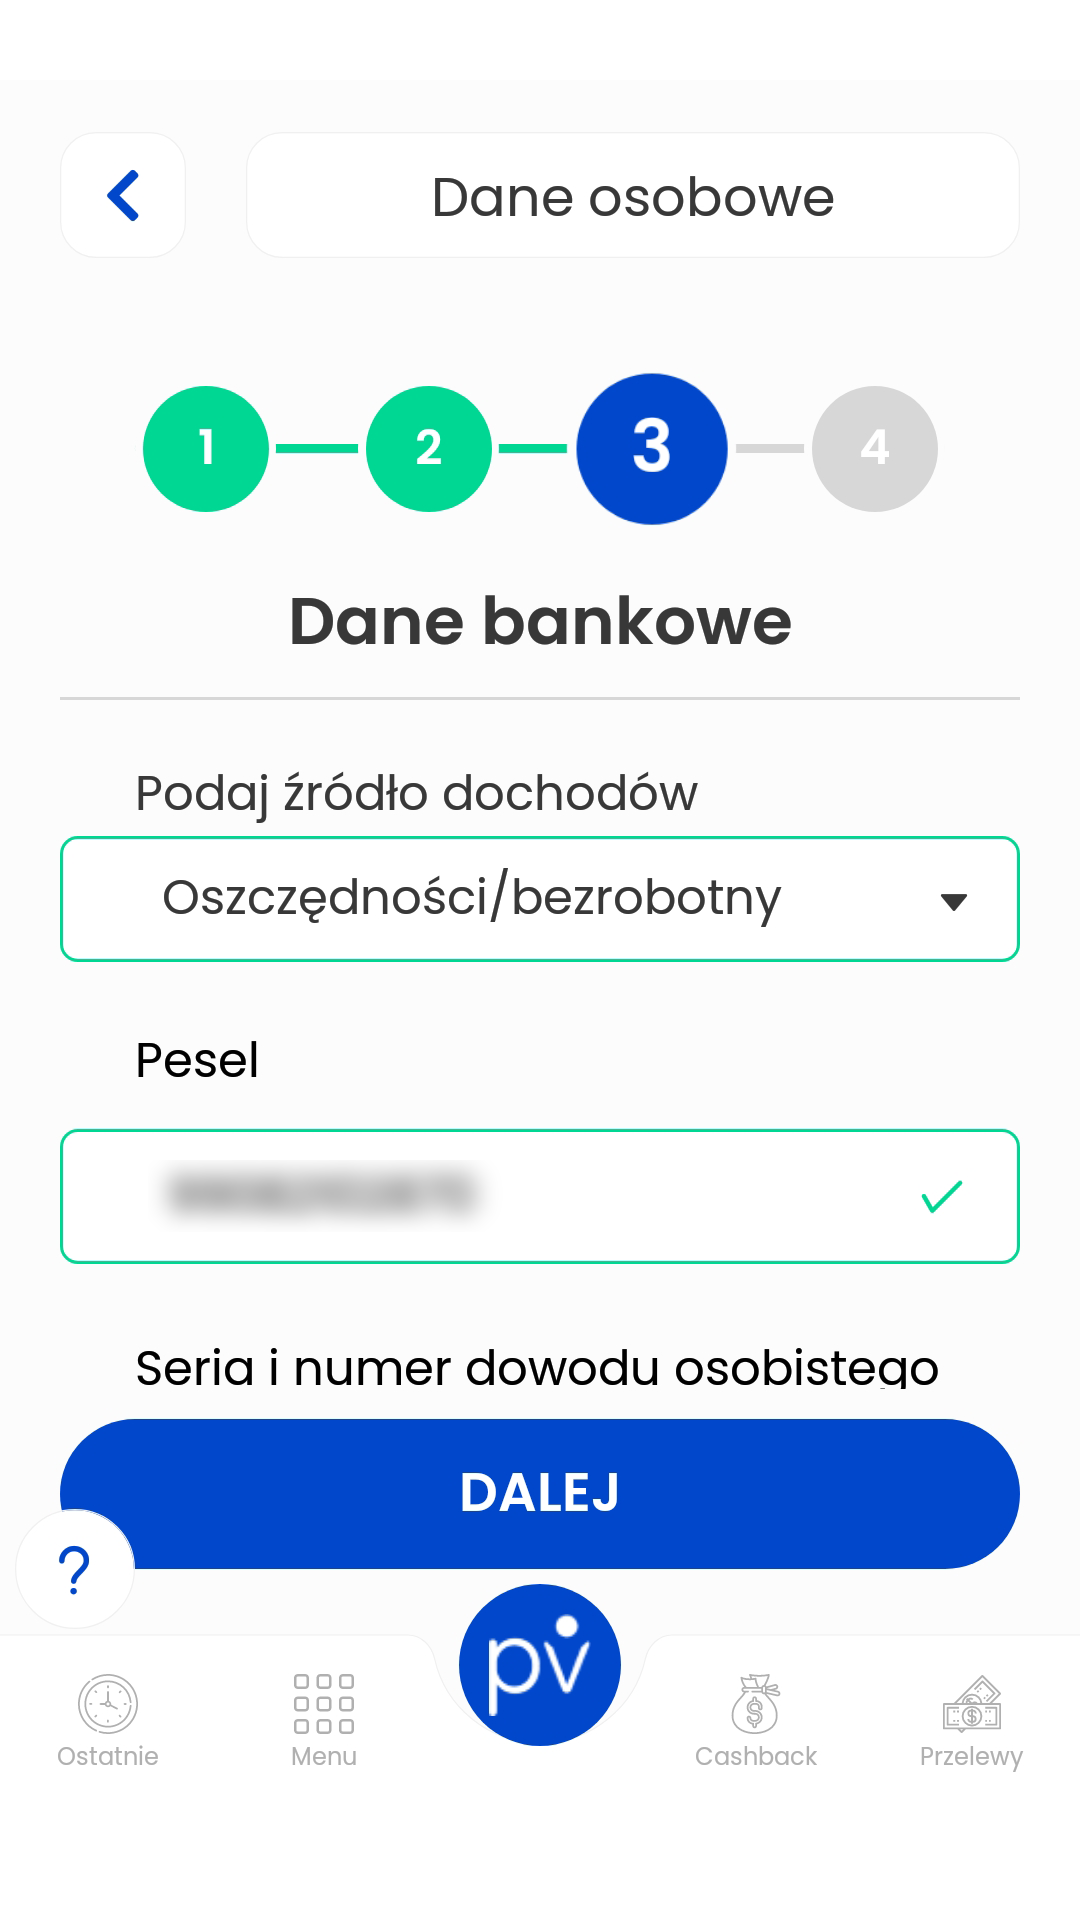 Dane osobowe
1
2
3
4
Dane bankowe
Podaj źródło dochodów
Oszczędności/bezrobotny
Pesel
Seria i numer dowodu osobistego
DALEJ
?
pv
Ostatnie
Menu
Cashback
Przelewy